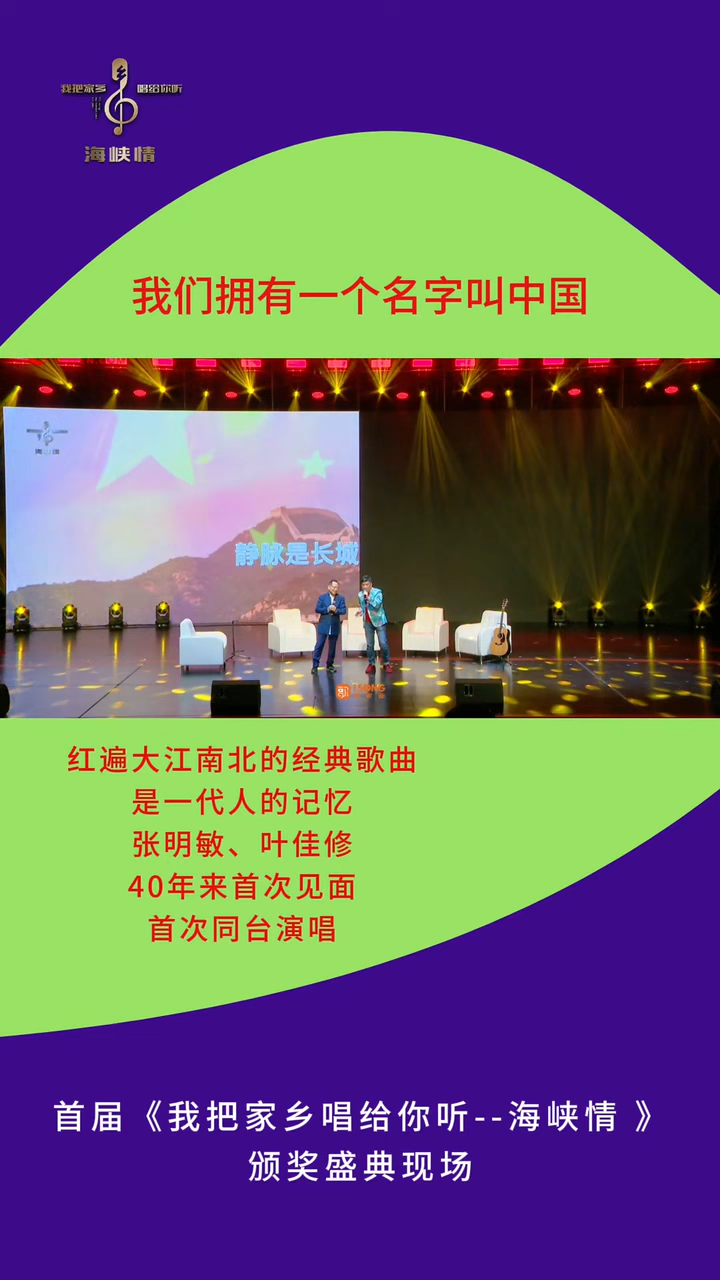 我把家乡 唱给你听
海峡情
我们拥有一个名字叫中国
静脉是长城
红遍大江南北的经典歌曲
是一代人的记忆
张明敏、叶佳修
40年来首次见面
首次同台演唱
首届《我把家乡唱给你听--海峡情 》
颁奖盛典现场